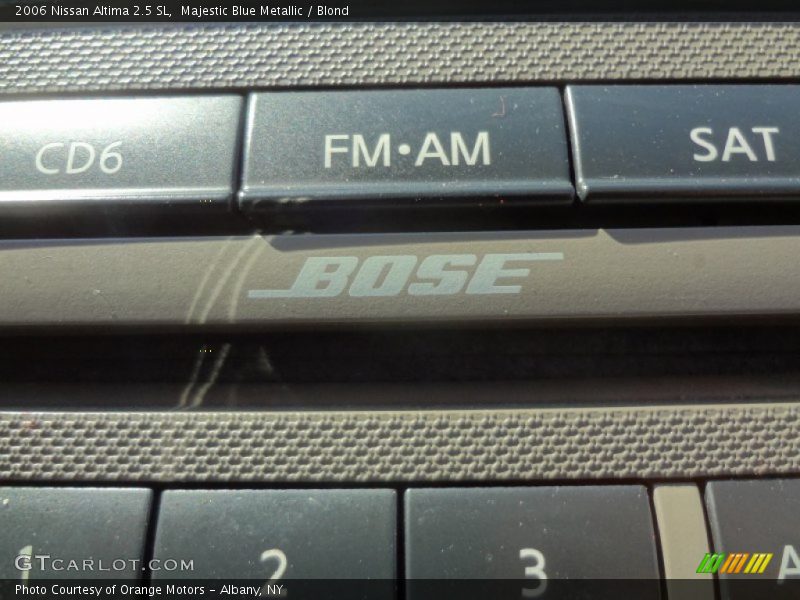 2006 Nissan Altima 2.5 SL, Majestic Blue Metallic / Blond
CD6 FM•AM SAT
BOSE
1 2 3 A
GTCARLOT.COM
Photo Courtesy of Orange Motors - Albany, NY